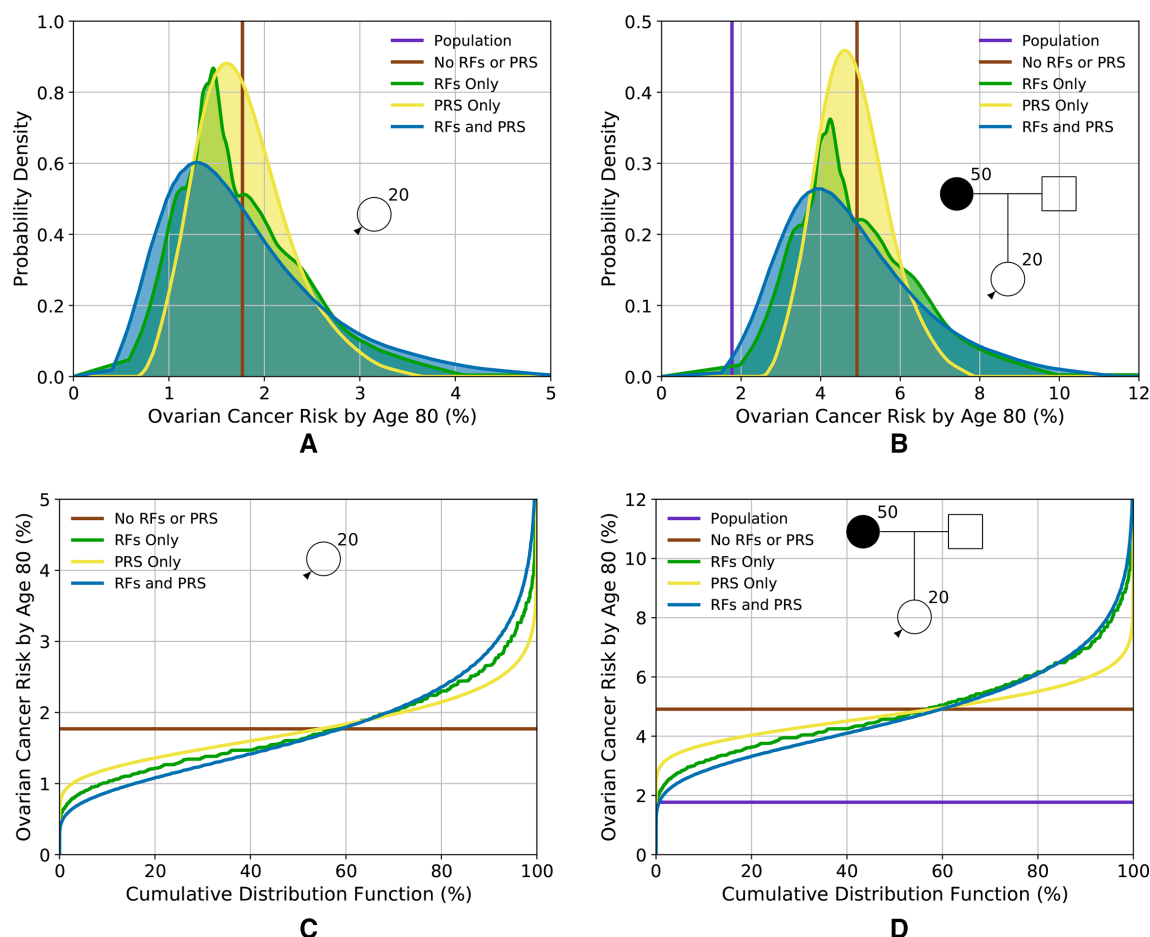 1.0
0.8
0.6
0.4
0.2
0.0
0
1
2
3
4
5
Probability Density
Ovarian Cancer Risk by Age 80 (%)
Population
No RFs or PRS
RFs Only
PRS Only
RFs and PRS
20
A
0.5
0.4
0.3
0.2
0.1
0.0
0
2
4
6
8
10
12
Probability Density
Ovarian Cancer Risk by Age 80 (%)
Population
No RFs or PRS
RFs Only
PRS Only
RFs and PRS
50
20
B
5
4
3
2
1
0
0
20
40
60
80
100
Ovarian Cancer Risk by Age 80 (%)
Cumulative Distribution Function (%)
No RFs or PRS
RFs Only
PRS Only
RFs and PRS
20
C
12
10
8
6
4
2
0
0
20
40
60
80
100
Ovarian Cancer Risk by Age 80 (%)
Cumulative Distribution Function (%)
Population
No RFs or PRS
RFs Only
PRS Only
RFs and PRS
50
20
D